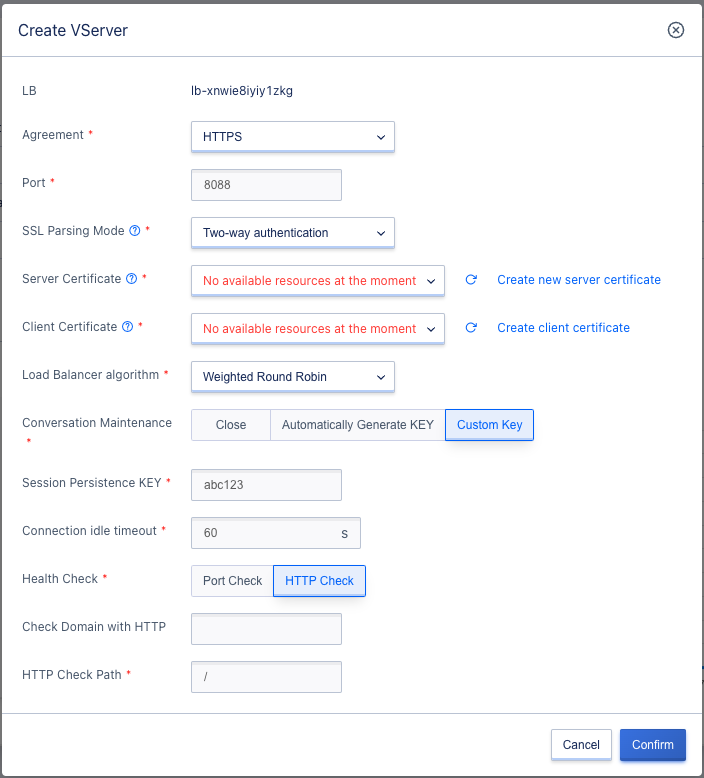 Create VServer
LB lb-xnwie8iyiy1zkg
Agreement * HTTPS
Port * 8088
SSL Parsing Mode * Two-way authentication
Server Certificate * No available resources at the moment Create new server certificate
Client Certificate * No available resources at the moment Create client certificate
Load Balancer algorithm * Weighted Round Robin
Conversation Maintenance * Close Automatically Generate KEY Custom Key
Session Persistence KEY * abc123
Connection idle timeout * 60 s
Health Check * Port Check HTTP Check
Check Domain with HTTP
HTTP Check Path * /
Cancel Confirm